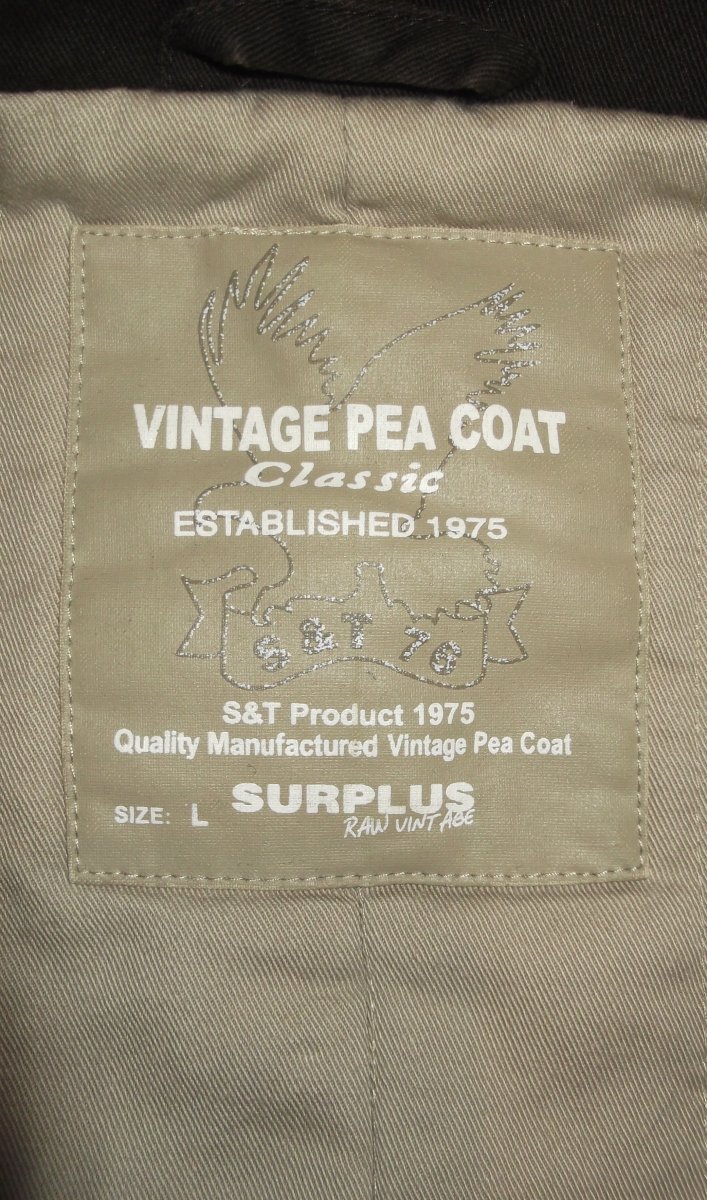 VINTAGE PEA COAT
Classic
ESTABLISHED 1975
S&T 76
S&T Product 1975
Quality Manufactured Vintage Pea Coat
SIZE: L SURPLUS
RAW VINTAGE